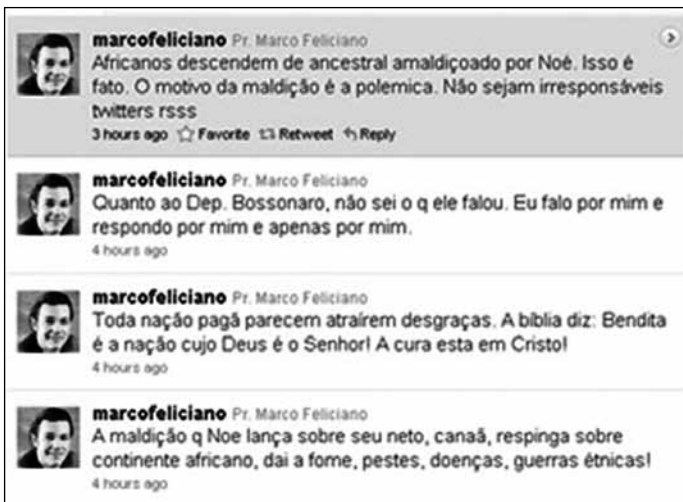 marcofeliciano Pr. Marco Feliciano
Africanos descendem de ancestral amaldiçoado por Noé. Isso é
fato. O motivo da maldição é a polemica. Não sejam irresponsáveis
twitters rsss
3 hours ago Favorite Retweet Reply
marcofeliciano Pr. Marco Feliciano
Quanto ao Dep. Bossonaro, não sei o q ele falou. Eu falo por mim e
respondo por mim e apenas por mim.
4 hours ago
marcofeliciano Pr. Marco Feliciano
Toda nação pagã parecem atraírem desgraças. A bíblia diz: Bendita
é a nação cujo Deus é o Senhor! A cura esta em Cristo!
4 hours ago
marcofeliciano Pr. Marco Feliciano
A maldição q Noe lança sobre seu neto, canaã, respinga sobre
continente africano, dai a fome, pestes, doenças, guerras étnicas!
4 hours ago